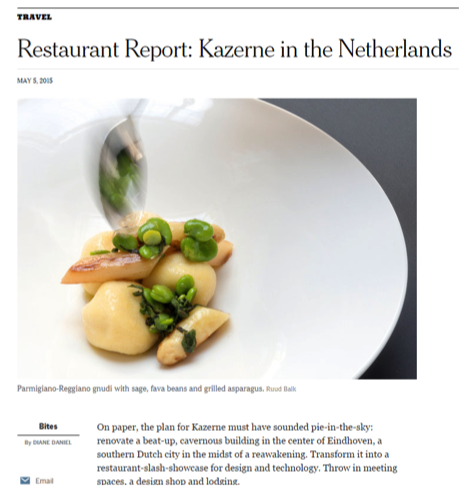 TRAVEL
Restaurant Report: Kazerne in the Netherlands
MAY 5, 2015
Parmigiano-Reggiano gnudi with sage, fava beans and grilled asparagus. Ruud Balk
Bites
By DIANE DANIEL
Email
On paper, the plan for Kazerne must have sounded pie-in-the-sky:
renovate a beat-up, cavernous building in the center of Eindhoven, a
southern Dutch city in the midst of a reawakening. Transform it into a
restaurant-slash-showcase for design and technology. Throw in meeting
spaces, a design shop and lodging.